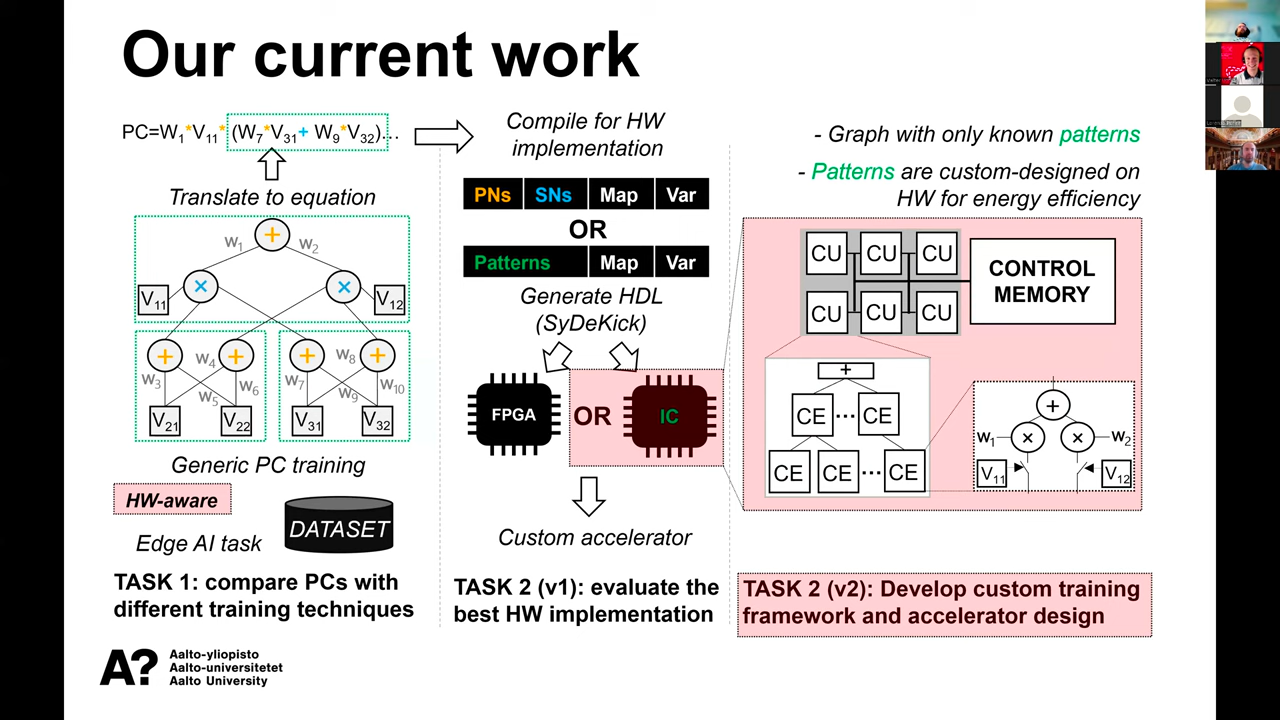 Our current work
PC=W1*V11* (W7*V31+ W9*V32)...
Translate to equation
+
w1
w2
×
×
V11
V12
+
+
+
+
w4
w8
w3
w5
w6
w7
w9
w10
V21
V22
V31
V32
Generic PC training
HW-aware
Edge AI task
DATASET
TASK 1: compare PCs with
different training techniques
Compile for HW
implementation
PNs SNs Map Var
OR
Patterns Map Var
Generate HDL
(SyDeKick)
FPGA OR IC
Custom accelerator
TASK 2 (v1): evaluate the
best HW implementation
- Graph with only known patterns
- Patterns are custom-designed on
HW for energy efficiency
CU CU CU
CU CU CU
CONTROL
MEMORY
+
CE ... CE
CE CE ... CE
+
W1 × × W2
V11 V12
TASK 2 (v2): Develop custom training
framework and accelerator design
A?
Aalto-yliopisto
Aalto-universitetet
Aalto University